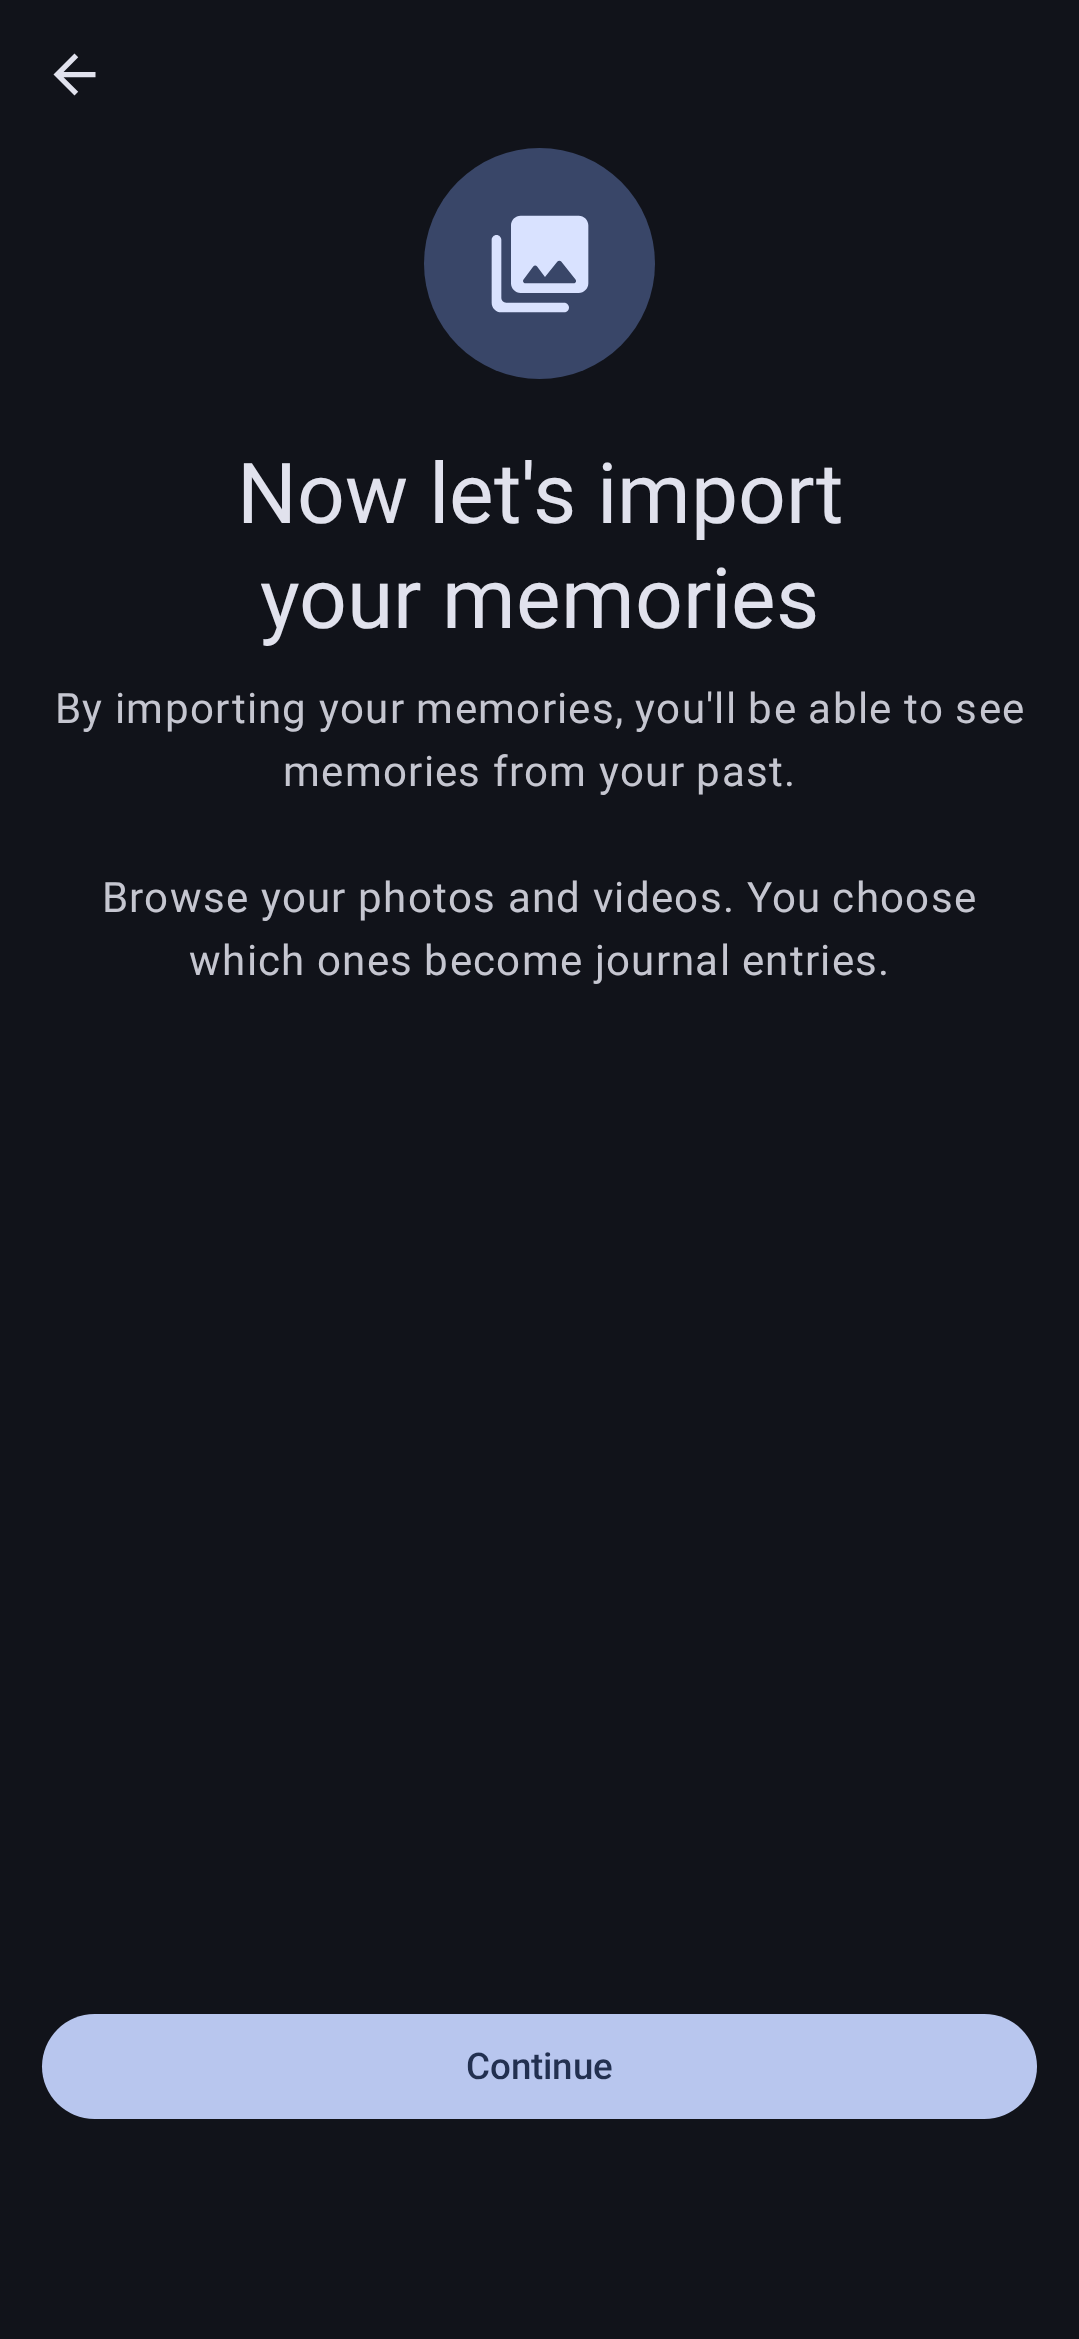 Now let's import
your memories
By importing your memories, you'll be able to see
memories from your past.
Browse your photos and videos. You choose
which ones become journal entries.
Continue